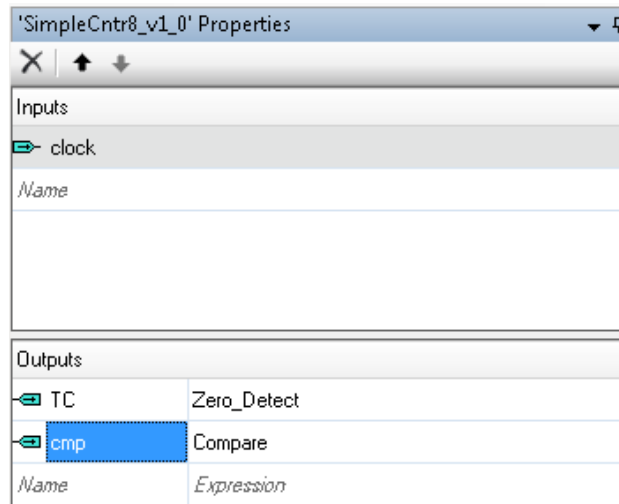 'SimpleCntr8_v1_0' Properties
Inputs
clock
Name
Outputs
TC Zero_Detect
cmp Compare
Name Expression